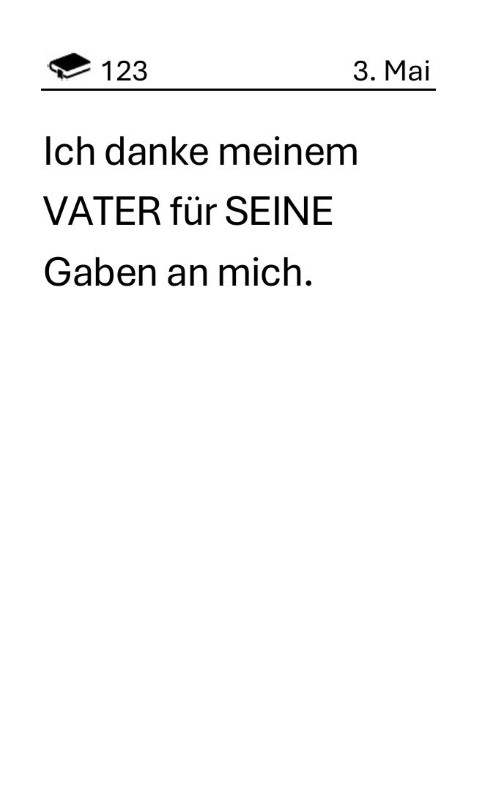 123 3. Mai
Ich danke meinem
VATER für SEINE
Gaben an mich.